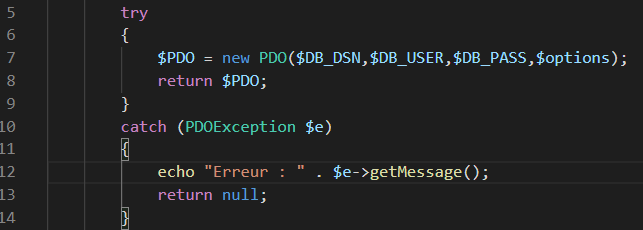 5 try
6 {
7 $PDO = new PDO($DB_DSN,$DB_USER,$DB_PASS,$options);
8 return $PDO;
9 }
10 catch (PDOException $e)
11 {
12 echo "Erreur : " . $e->getMessage();
13 return null;
14 }